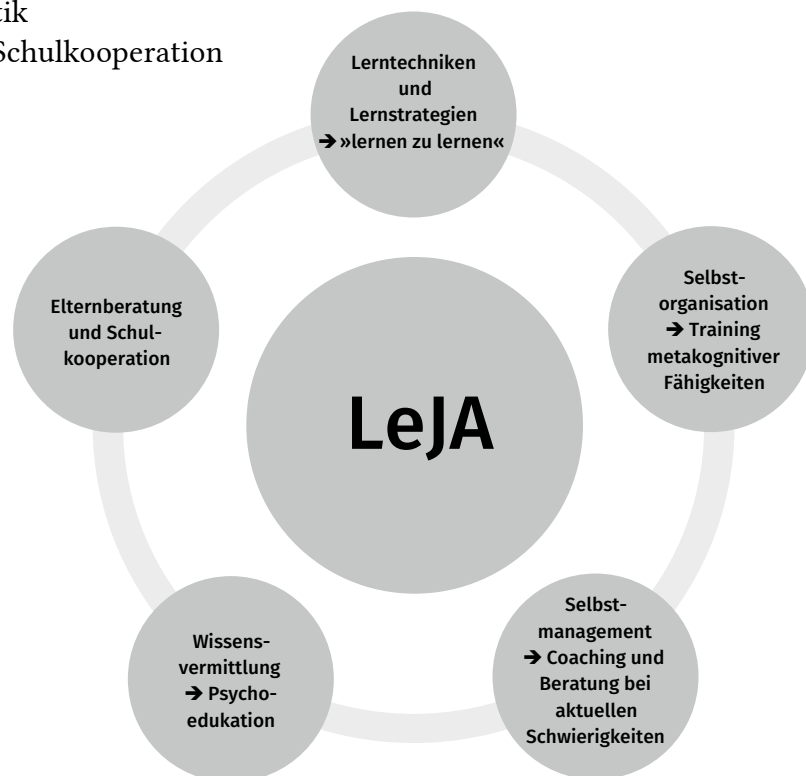 tik
Schulkooperation
Lerntechniken
und
Lernstrategien
➔ »lernen zu lernen«
Selbst-
organisation
➔ Training
metakognitiver
Fähigkeiten
Selbst-
management
➔ Coaching und
Beratung bei
aktuellen
Schwierigkeiten
Wissens-
vermittlung
➔ Psycho-
edukation
Elternberatung
und Schul-
kooperation
LeJA